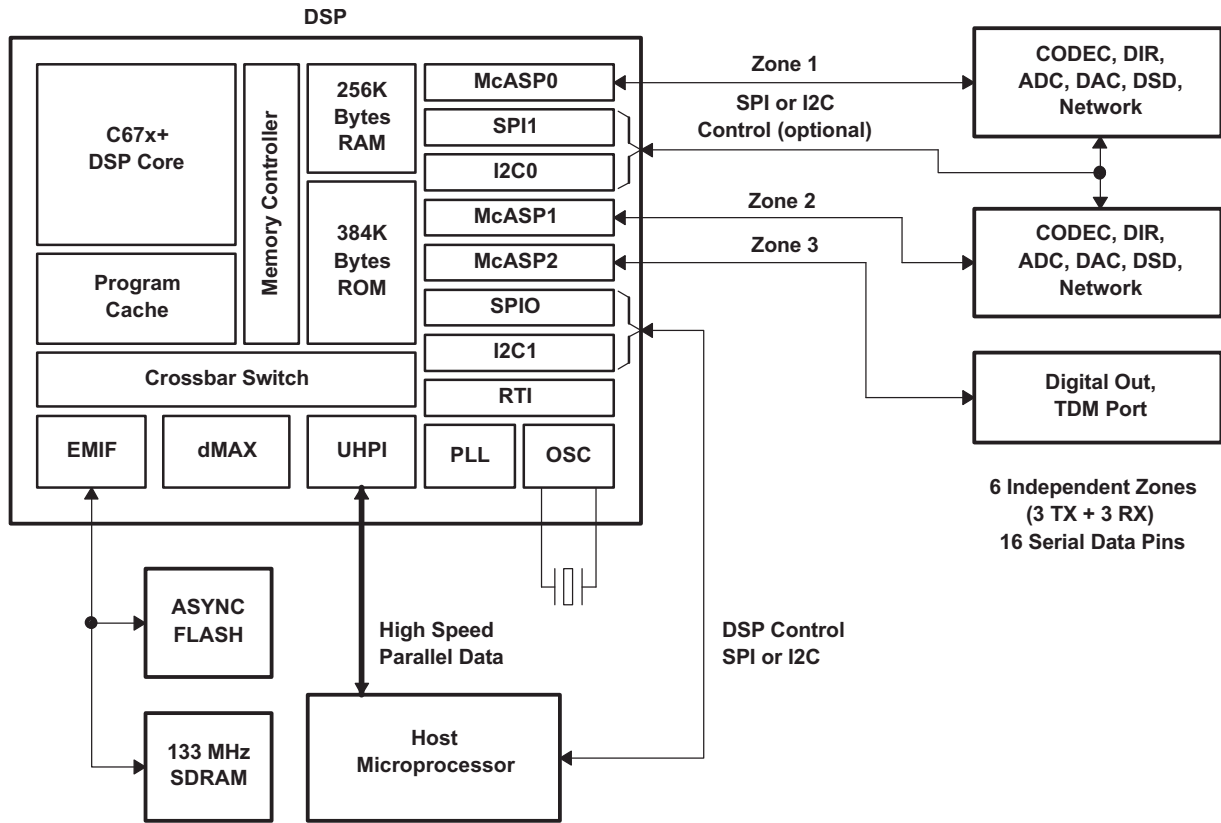 DSP
C67x+
DSP Core
Program
Cache
Memory Controller
256K
Bytes
RAM
384K
Bytes
ROM
McASP0
SPI1
I2C0
McASP1
McASP2
SPIO
I2C1
RTI
Crossbar Switch
EMIF
dMAX
UHPI
PLL
OSC
Zone 1
SPI or I2C
Control (optional)
Zone 2
Zone 3
CODEC, DIR,
ADC, DAC, DSD,
Network
CODEC, DIR,
ADC, DAC, DSD,
Network
Digital Out,
TDM Port
6 Independent Zones
(3 TX + 3 RX)
16 Serial Data Pins
ASYNC
FLASH
133 MHz
SDRAM
High Speed
Parallel Data
DSP Control
SPI or I2C
Host
Microprocessor